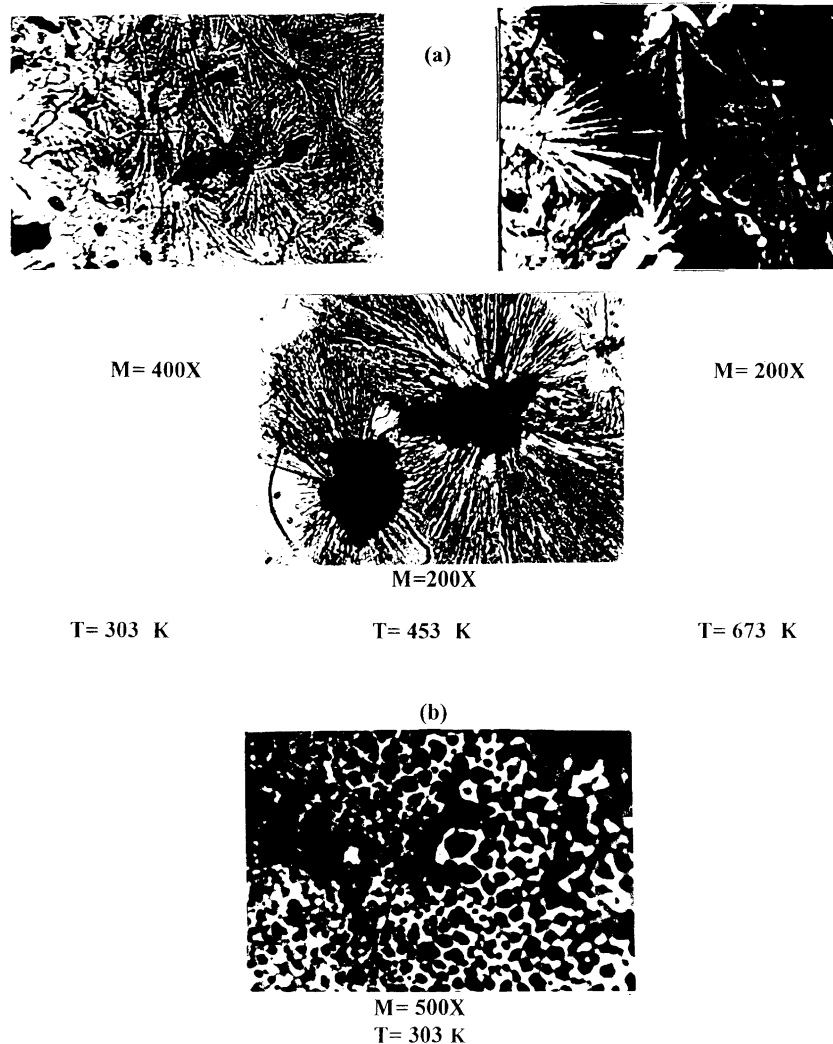 (a)
M= 400X
M= 200X
M=200X
T= 303 K
T= 453 K
T= 673 K
(b)
M= 500X
T= 303 K